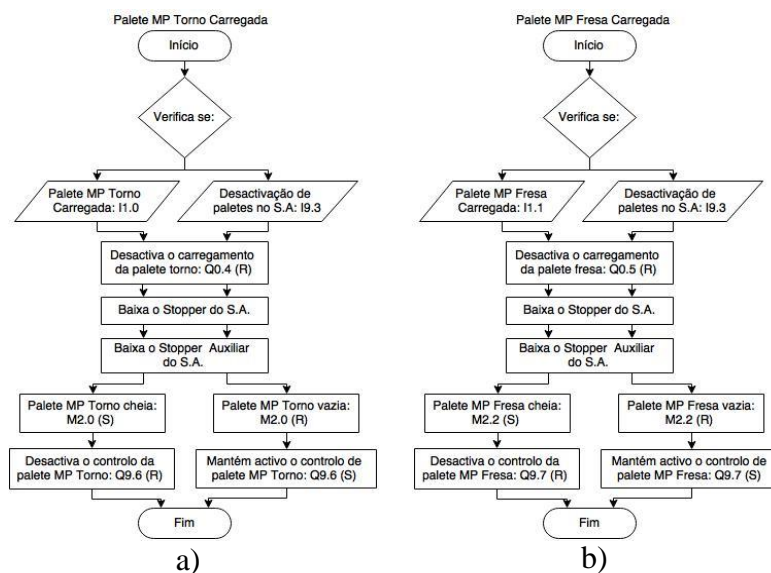 Palete MP Torno Carregada
Início
Verifica se:
Palete MP Torno
Carregada: I1.0
Desactivação de
paletes no S.A: I9.3
Desactiva o carregamento
da palete torno: Q0.4 (R)
Baixa o Stopper do S.A.
Baixa o Stopper Auxiliar
do S.A.
Palete MP Torno cheia:
M2.0 (S)
Palete MP Torno vazia:
M2.0 (R)
Desactiva o controlo da
palete MP Torno: Q9.6 (R)
Mantém activo o controlo de
palete MP Torno: Q9.6 (S)
Fim
a)
Palete MP Fresa Carregada
Início
Verifica se:
Palete MP Fresa
Carregada: I1.1
Desactivação de
paletes no S.A: I9.3
Desactiva o carregamento
da palete fresa: Q0.5 (R)
Baixa o Stopper do S.A.
Baixa o Stopper Auxiliar
do S.A.
Palete MP Fresa cheia:
M2.2 (S)
Palete MP Fresa vazia:
M2.2 (R)
Desactiva o controlo da
palete MP Fresa: Q9.7 (R)
Mantém activo o controlo de
palete MP Fresa: Q9.7 (S)
Fim
b)